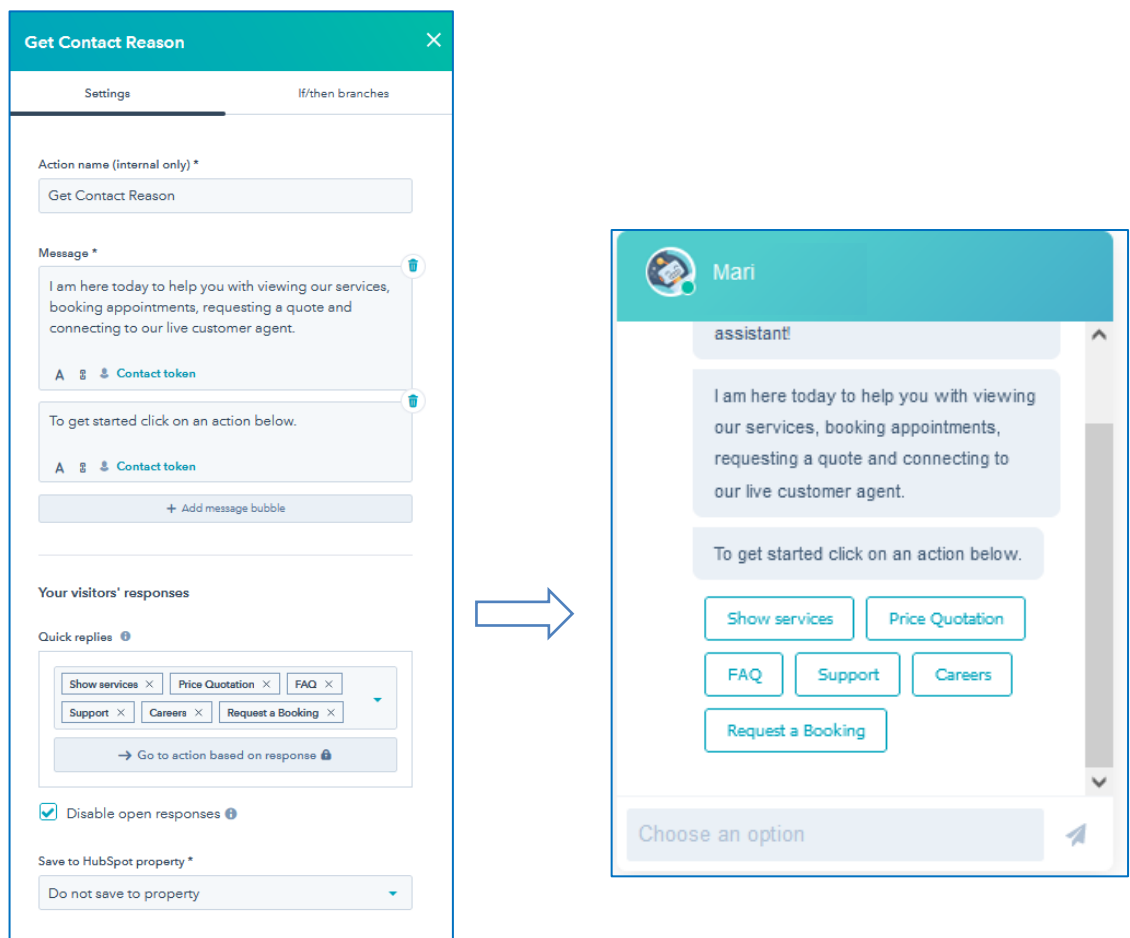 Get Contact Reason
Settings
If/then branches
Action name (internal only) *
Get Contact Reason
Message *
I am here today to help you with viewing our services,
booking appointments, requesting a quote and
connecting to our live customer agent.
A
Contact token
To get started click on an action below.
A
Contact token
+ Add message bubble
Your visitors' responses
Quick replies
Show services × Price Quotation × FAQ ×
Support × Careers × Request a Booking ×
→ Go to action based on response
Disable open responses
Save to HubSpot property *
Do not save to property
Mari
assistant!
I am here today to help you with viewing
our services, booking appointments,
requesting a quote and connecting to
our live customer agent.
To get started click on an action below.
Show services Price Quotation
FAQ Support Careers
Request a Booking
Choose an option